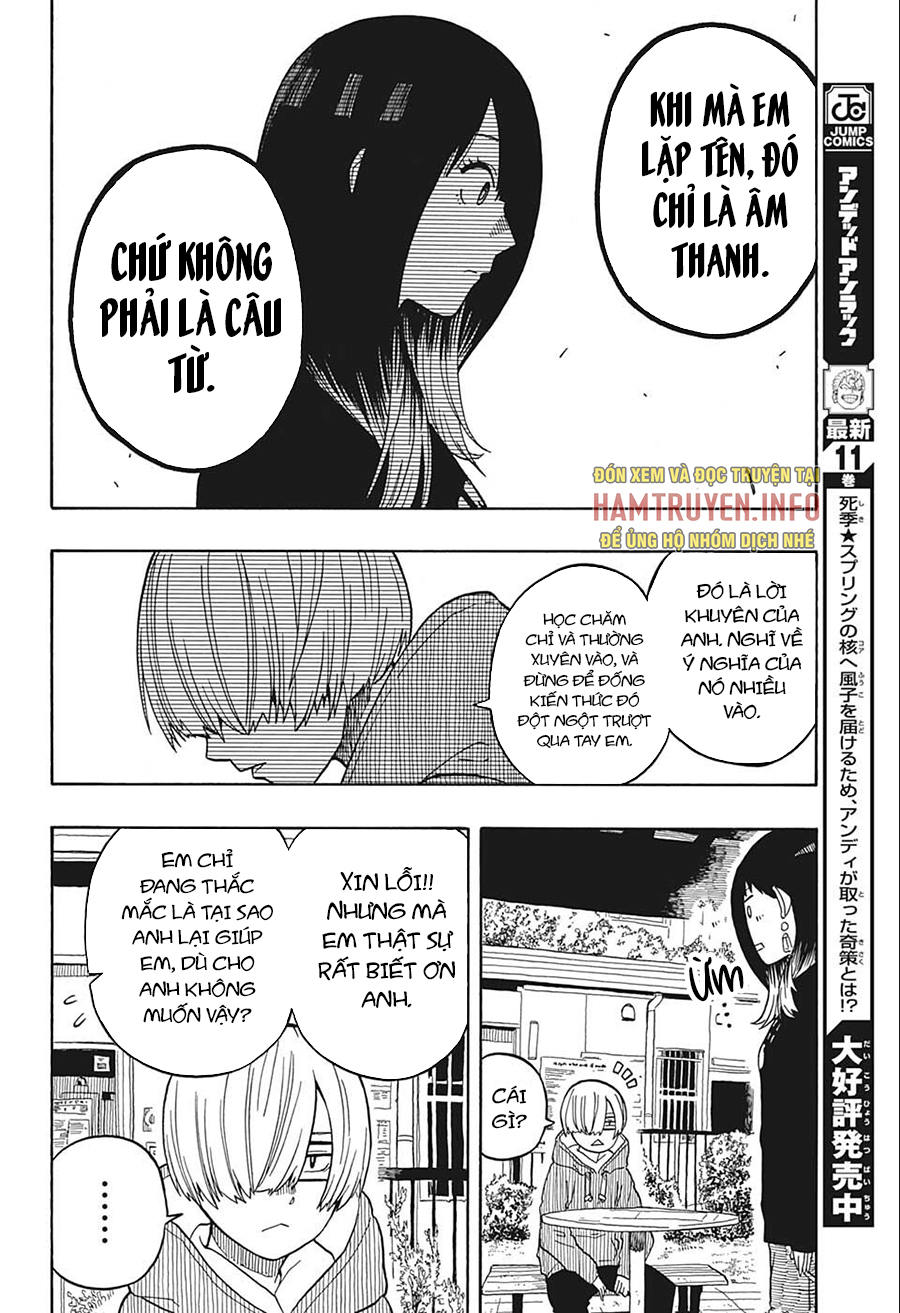 KHI MÀ EM
LẶP TÊN, ĐÓ
CHỈ LÀ ÂM
THANH.
CHỨ KHÔNG
PHẢI LÀ CÂU
TỪ.
ĐÓN XEM VÀ ĐỌC TRUYỆN TẠI
HAMTRUYEN.INFO
ĐỂ ỦNG HỘ NHÓM DỊCH NHÉ
ĐÓ LÀ LỜI
KHUYÊN CỦA
ANH. NGHĨ VỀ
Ý NGHĨA CỦA
NÓ NHIỀU
VÀO.
HỌC CHĂM
CHỈ VÀ THƯỜNG
XUYÊN VÀO, VÀ
ĐỪNG ĐỂ ĐỐNG
KIẾN THỨC ĐÓ
ĐỘT NGỘT TRƯỢT
QUA TAY EM.
ỪM
...
CÁI
GÌ?
XIN LỖI!!
NHƯNG MÀ
EM THẬT SỰ
RẤT BIẾT ƠN
ANH.
EM CHỈ
ĐANG THẮC
MẮC LÀ TẠI SAO
ANH LẠI GIÚP
EM, DÙ CHO
ANH KHÔNG
MUỐN VẬY?
.....
JC
JUMP
COMICS
アンデッドアンラック
最新
11
巻
死季★スプリングの核へ風子を届けるため、アンディが取った奇策とは!?
大好評発売中